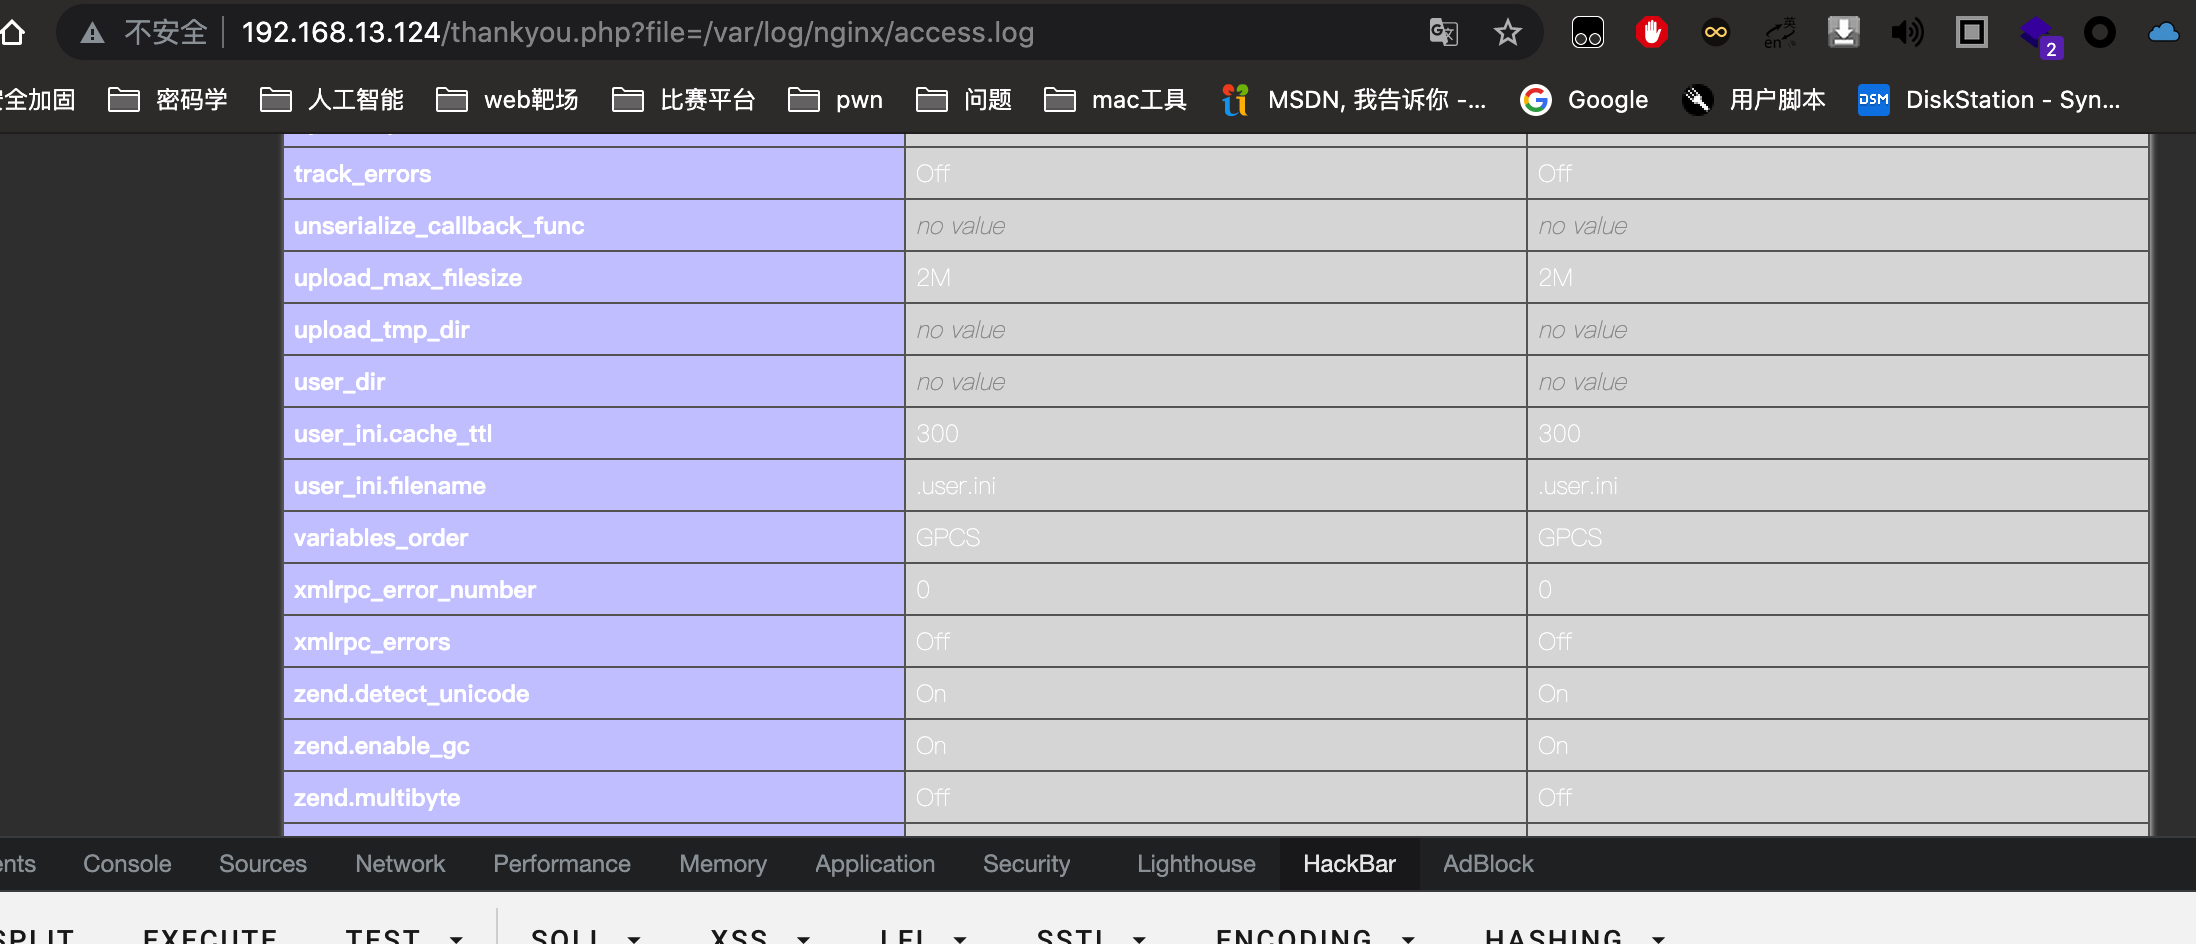 不安全 192.168.13.124/thankyou.php?file=/var/log/nginx/access.log
en 英 2
全加固 密码学 人工智能 web靶场 比赛平台 pwn 问题 mac工具 MSDN, 我告诉你 -... Google 用户脚本 DSM DiskStation - Syn...
track_errors Off Off
unserialize_callback_func no value no value
upload_max_filesize 2M 2M
upload_tmp_dir no value no value
user_dir no value no value
user_ini.cache_ttl 300 300
user_ini.filename .user.ini .user.ini
variables_order GPCS GPCS
xmlrpc_error_number 0 0
xmlrpc_errors Off Off
zend.detect_unicode On On
zend.enable_gc On On
zend.multibyte Off Off
ents Console Sources Network Performance Memory Application Security Lighthouse HackBar AdBlock
SPLIT EXECUTE TEST SQLI XSS LFI SSTI ENCODING HASHING